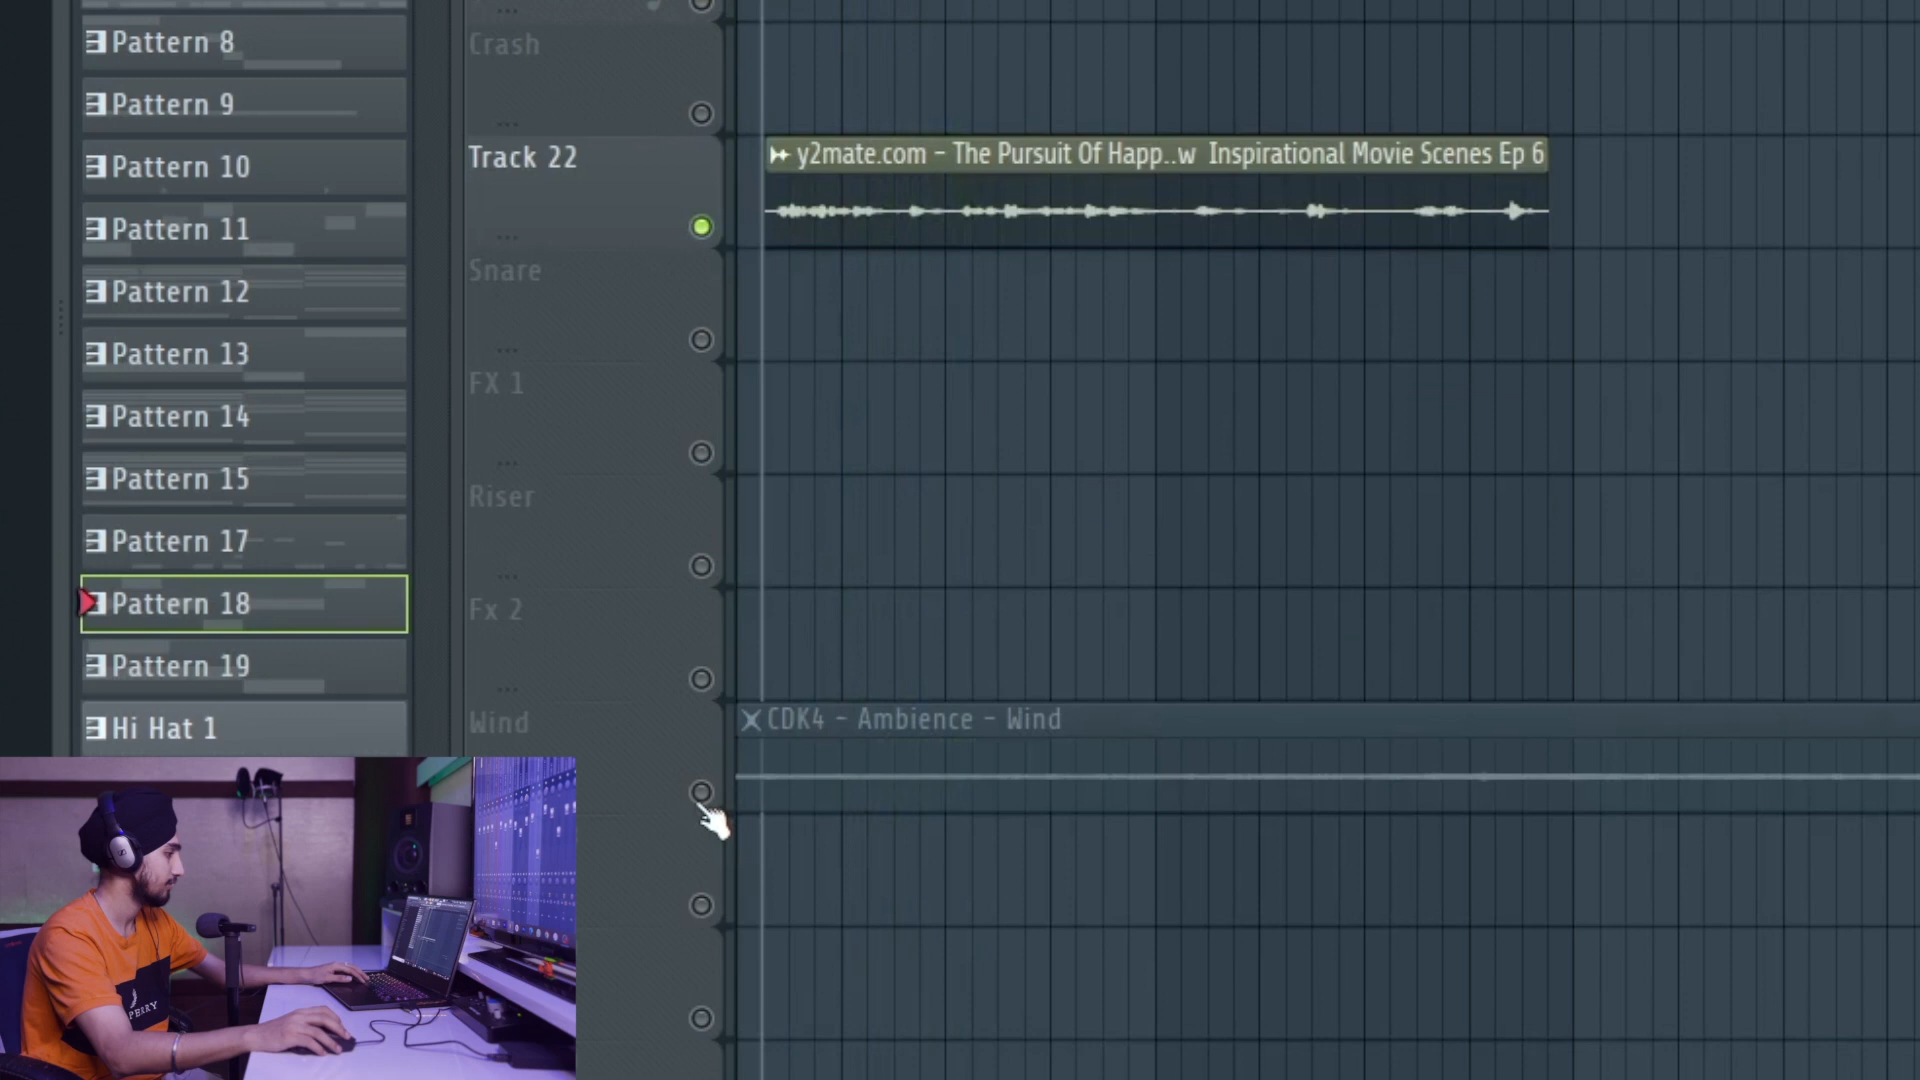 Pattern 8
Pattern 9
Pattern 10
Pattern 11
Pattern 12
Pattern 13
Pattern 14
Pattern 15
Pattern 17
Pattern 18
Pattern 19
Hi Hat 1
Crash
Track 22
Snare
FX 1
Riser
Fx 2
Wind
y2mate.com - The Pursuit Of Happ..w Inspirational Movie Scenes Ep 6
CDK4 - Ambience - Wind
PERRY